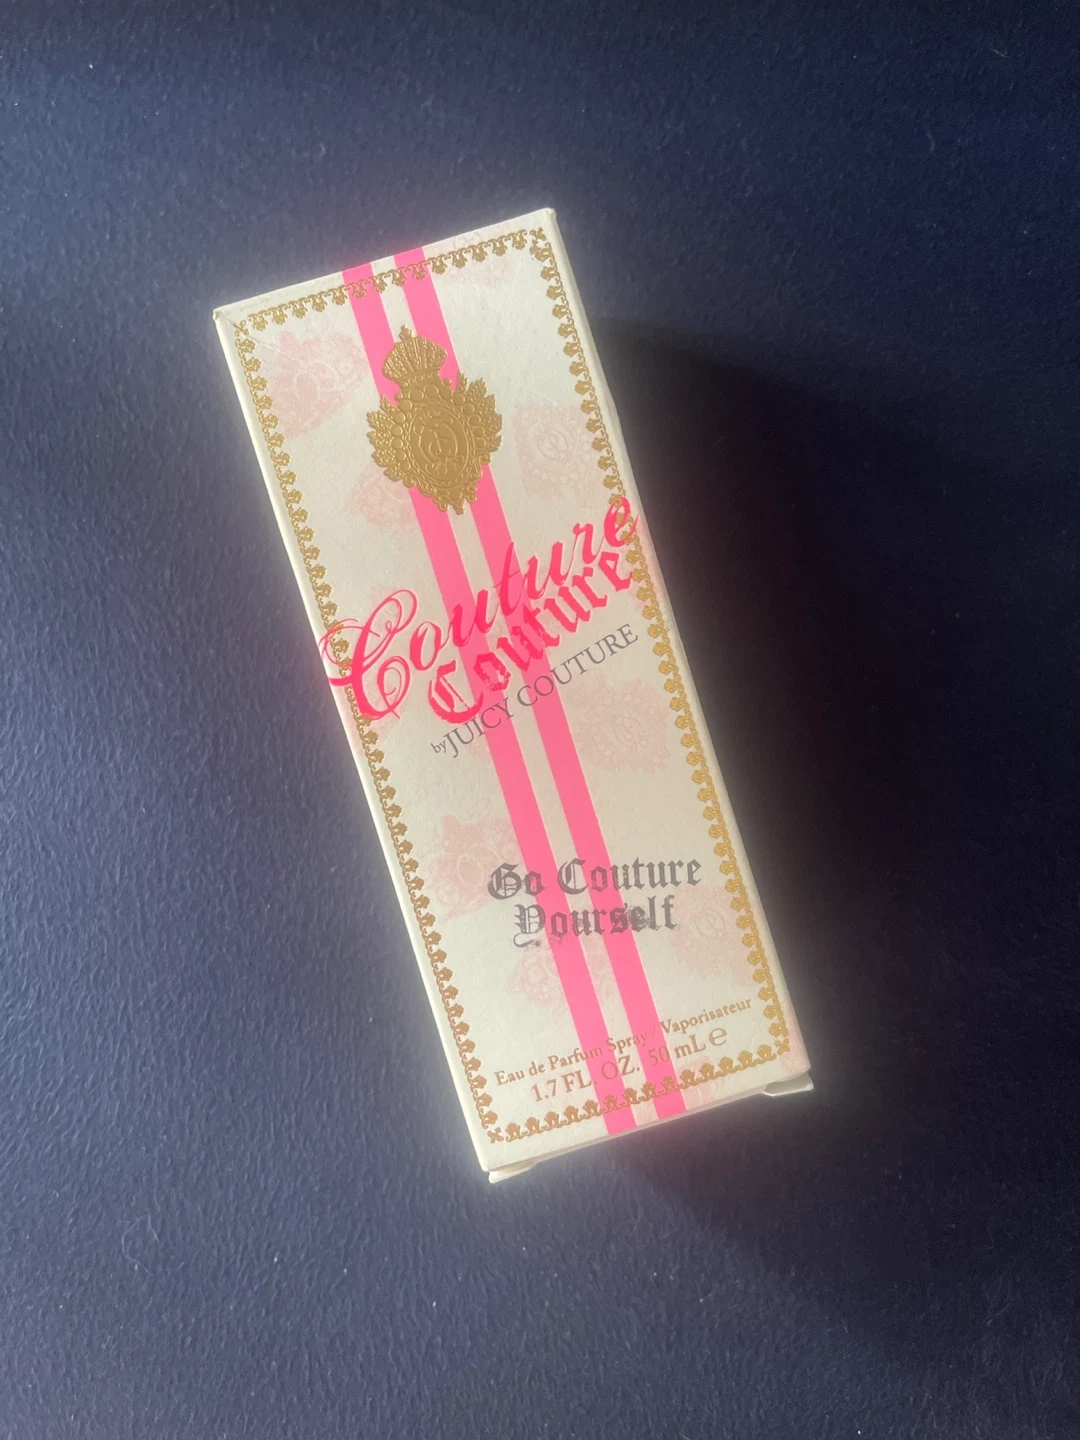 Couture
Couture
by JUICY COUTURE
Go Couture
Yourself
Eau de Parfum Spray / Vaporisateur
1.7 FL. OZ. 50 mL ℮